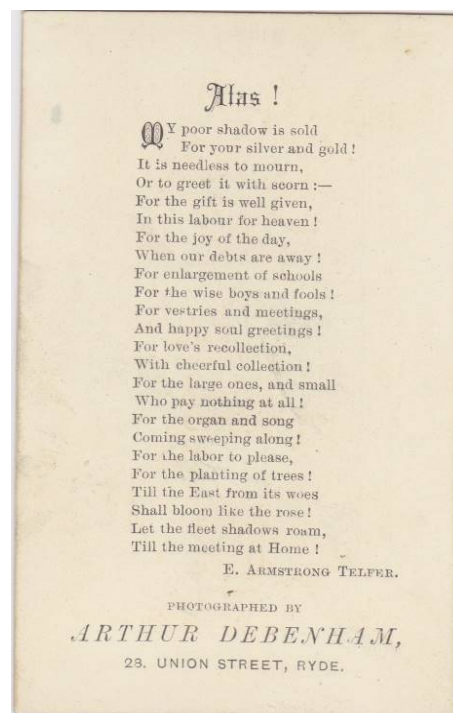 Alas !
MY poor shadow is sold
For your silver and gold !
It is needless to mourn,
Or to greet it with scorn :—
For the gift is well given,
In this labour for heaven !
For the joy of the day,
When our debts are away !
For enlargement of schools
For the wise boys and fools !
For vestries and meetings,
And happy soul greetings !
For love's recollection,
With cheerful collection !
For the large ones, and small
Who pay nothing at all !
For the organ and song
Coming sweeping along !
For the labor to please,
For the planting of trees !
Till the East from its woes
Shall bloom like the rose !
Let the fleet shadows roam,
Till the meeting at Home !
E. ARMSTRONG TELFER.
PHOTOGRAPHED BY
ARTHUR DEBENHAM,
28. UNION STREET, RYDE.